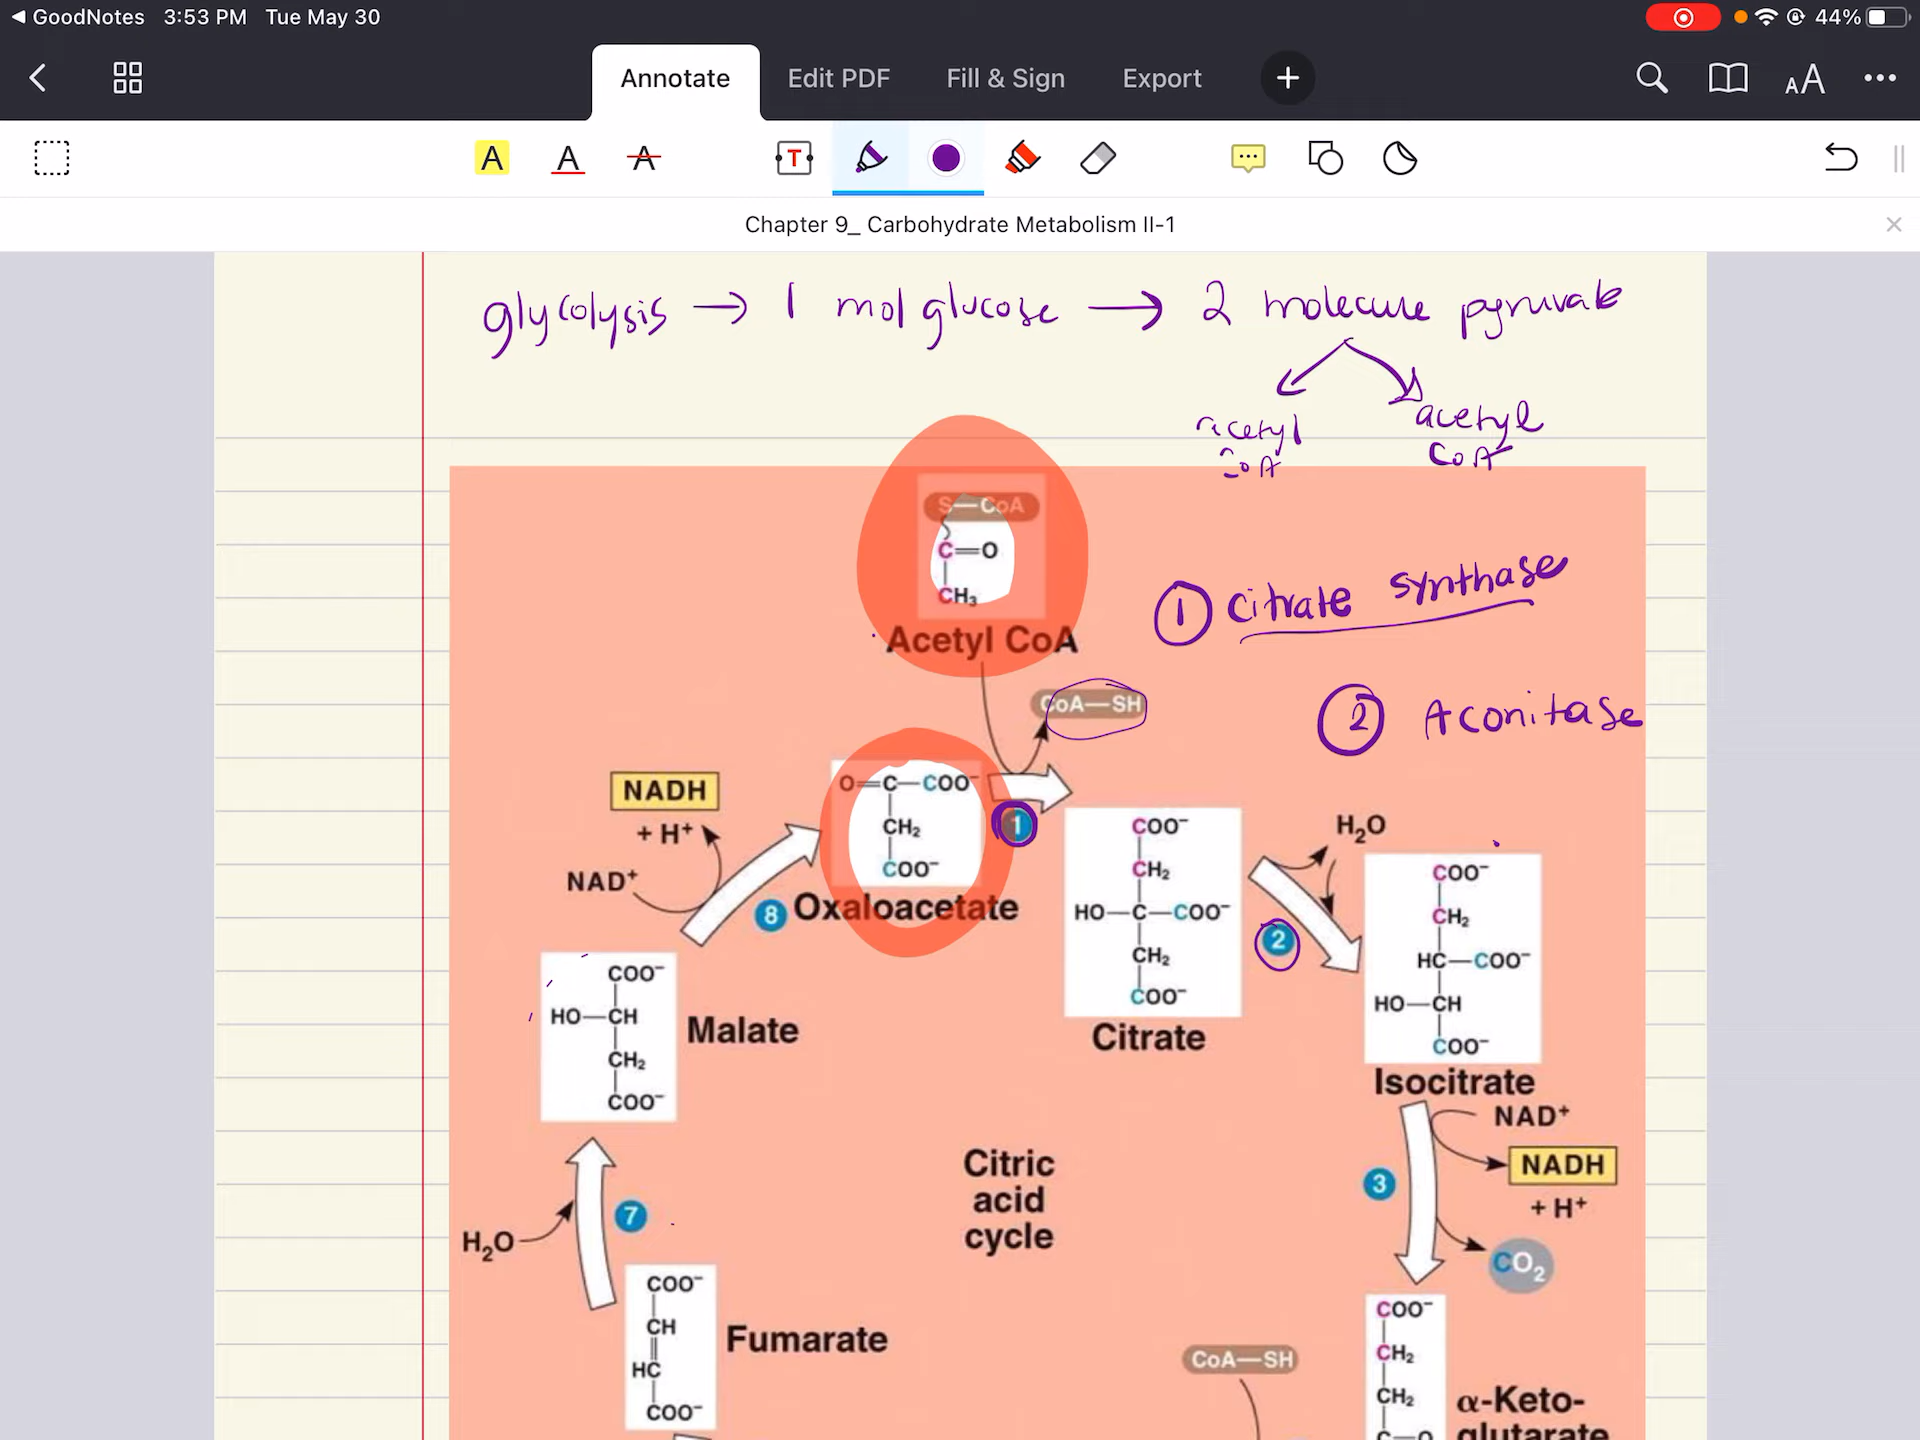 GoodNotes 3:53 PM Tue May 30 44%
Annotate Edit PDF Fill & Sign Export +
AA
A A A T
Chapter 9_ Carbohydrate Metabolism II-1
glycolysis → 1 mol glucose → 2 molecule pyruvate
acetyl CoA
acetyl CoA
S—CoA
C=O
CH₃
Acetyl CoA
① Citrate synthase
CoA—SH
② Aconitase
NADH
+ H⁺
NAD⁺
8
O=C—COO⁻
CH₂
COO⁻
Oxaloacetate
1
COO⁻
CH₂
HO—C—COO⁻
CH₂
COO⁻
Citrate
H₂O
2
COO⁻
CH₂
HC—COO⁻
HO—CH
COO⁻
Isocitrate
COO⁻
HO—CH
CH₂
COO⁻
Malate
NAD⁺
NADH
+ H⁺
3
CO₂
Citric
acid
cycle
7
H₂O
COO⁻
CH
HC
COO⁻
Fumarate
CoA—SH
COO⁻
CH₂
CH₂
C=O
α-Keto-
glutarate